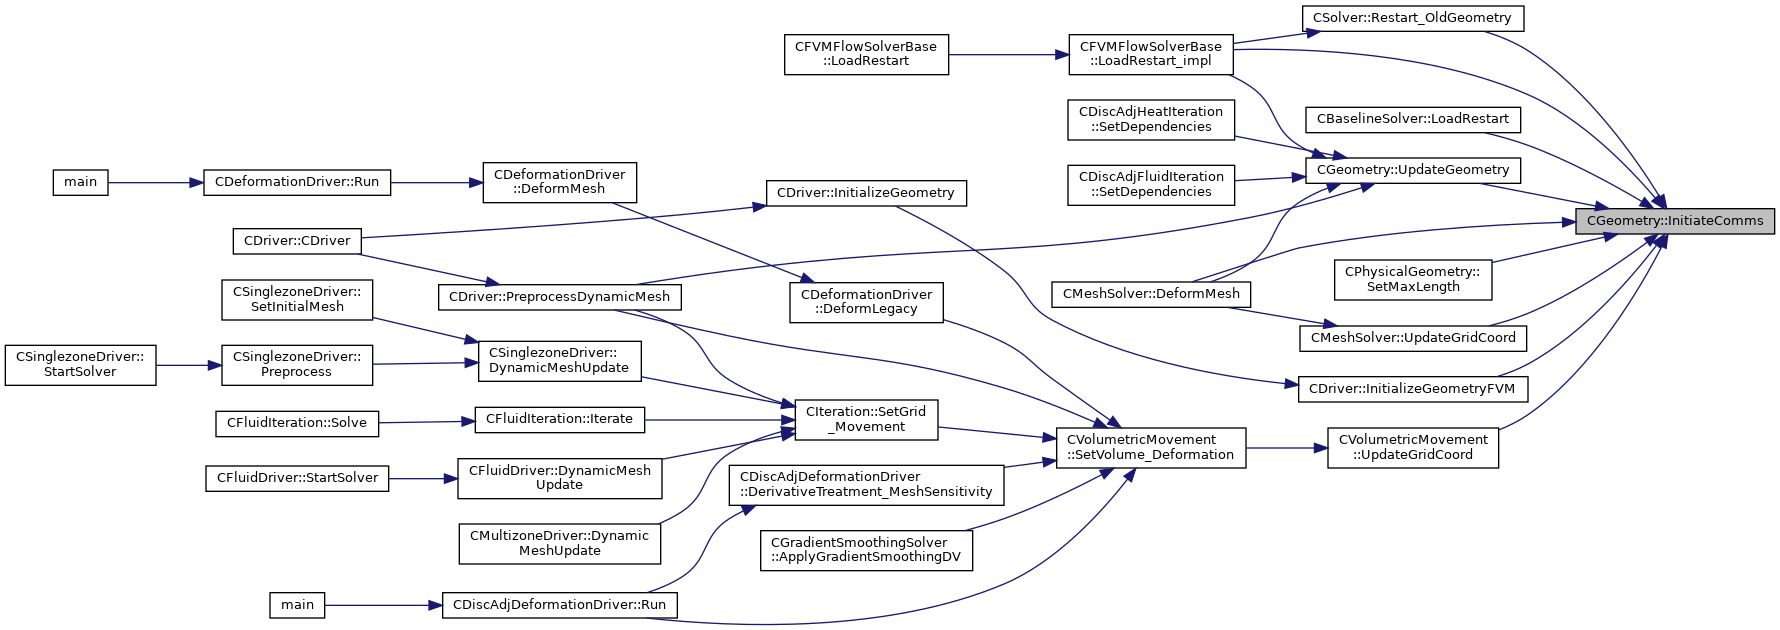 CSolver::Restart_OldGeometry
CFVMFlowSolverBase
::LoadRestart
CFVMFlowSolverBase
::LoadRestart_impl
CDiscAdjHeatIteration
::SetDependencies
CBaselineSolver::LoadRestart
main
CDeformationDriver::Run
CDeformationDriver
::DeformMesh
CDriver::InitializeGeometry
CDiscAdjFluidIteration
::SetDependencies
CGeometry::UpdateGeometry
CGeometry::InitiateComms
CDriver::CDriver
CSinglezoneDriver::
SetInitialMesh
CDriver::PreprocessDynamicMesh
CDeformationDriver
::DeformLegacy
CMeshSolver::DeformMesh
CPhysicalGeometry::
SetMaxLength
CMeshSolver::UpdateGridCoord
CSinglezoneDriver::
StartSolver
CSinglezoneDriver::
Preprocess
CSinglezoneDriver::
DynamicMeshUpdate
CDriver::InitializeGeometryFVM
CFluidIteration::Solve
CFluidIteration::Iterate
CIteration::SetGrid
_Movement
CVolumetricMovement
::SetVolume_Deformation
CVolumetricMovement
::UpdateGridCoord
CFluidDriver::StartSolver
CFluidDriver::DynamicMesh
Update
CDiscAdjDeformationDriver
::DerivativeTreatment_MeshSensitivity
CMultizoneDriver::Dynamic
MeshUpdate
CGradientSmoothingSolver
::ApplyGradientSmoothingDV
main
CDiscAdjDeformationDriver::Run